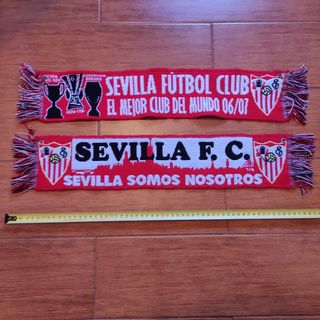 SEVILLA FÚTBOL CLUB
EL MEJOR CLUB DEL MUNDO 06/07
SEVILLA F.C.
SEVILLA SOMOS NOSOTROS